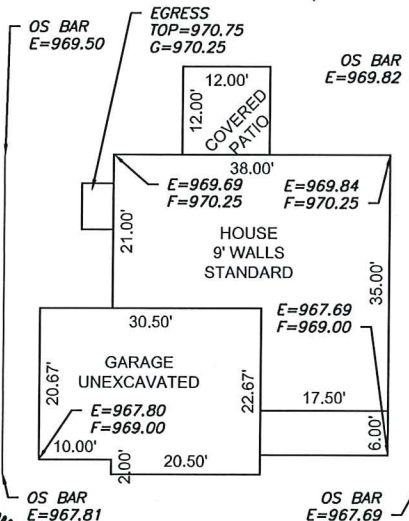 EGRESS
TOP=970.75
G=970.25
OS BAR
E=969.50
OS BAR
E=969.82
12.00'
12.00'
COVERED
PATIO
38.00'
E=969.69
F=970.25
E=969.84
F=970.25
21.00'
HOUSE
9' WALLS
STANDARD
35.00'
E=967.69
F=969.00
30.50'
GARAGE
UNEXCAVATED
20.67'
22.67'
17.50'
E=967.80
F=969.00
10.00'
2.00'
20.50'
6.00'
OS BAR
E=967.81
OS BAR
E=967.69